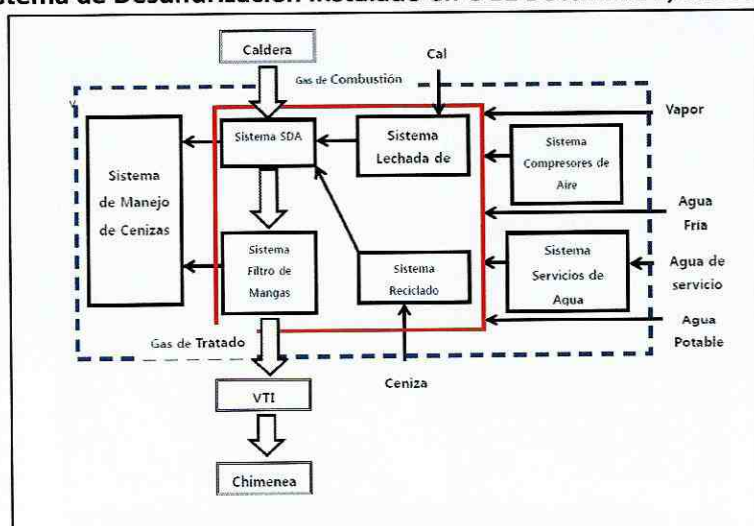 Caldera
Cal
Gas de Combustión
Vapor
Sistema SDA
Sistema
Lechada de
Sistema
Compresores de
Aire
Sistema
de Manejo
de Cenizas
Agua
Fría
Sistema
Filtro de
Mangas
Sistema
Reciclado
Sistema
Servicios de
Agua
Agua de
servicio
Gas de Tratado
Agua
Potable
Ceniza
VTI
Chimenea